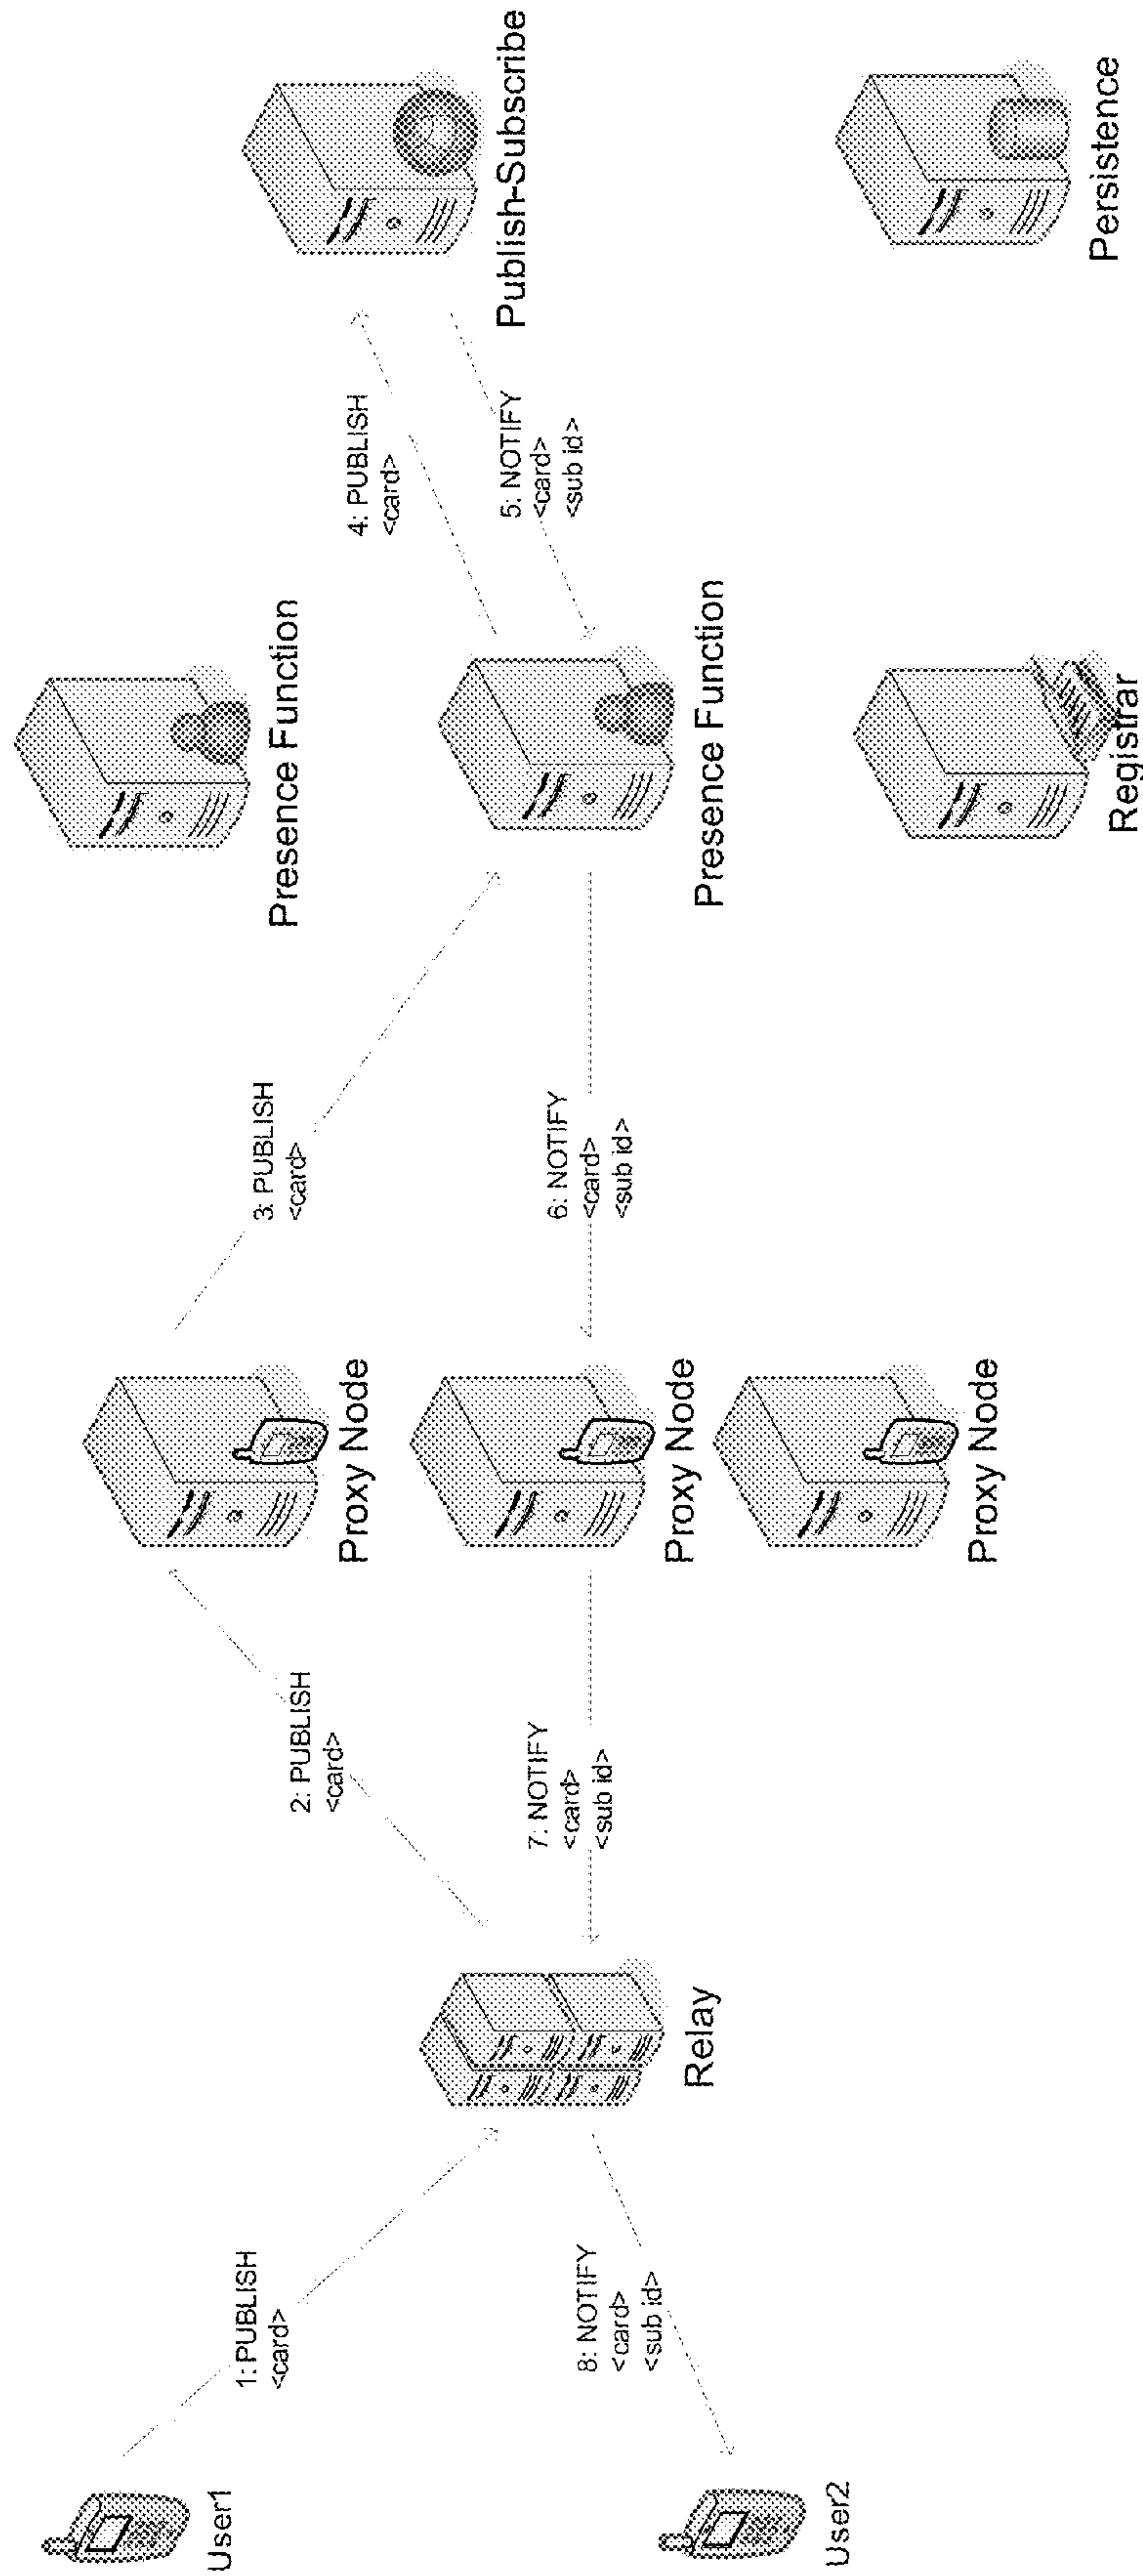 User1
1: PUBLISH
<card>
Relay
2: PUBLISH
<card>
Proxy Node
3: PUBLISH
<card>
Presence Function
Presence Function
4: PUBLISH
<card>
Publish-Subscribe
5: NOTIFY
<card>
<sub id>
6: NOTIFY
<card>
<sub id>
Proxy Node
7: NOTIFY
<card>
<sub id>
8: NOTIFY
<card>
<sub id>
User2
Proxy Node
Registrar
Persistence